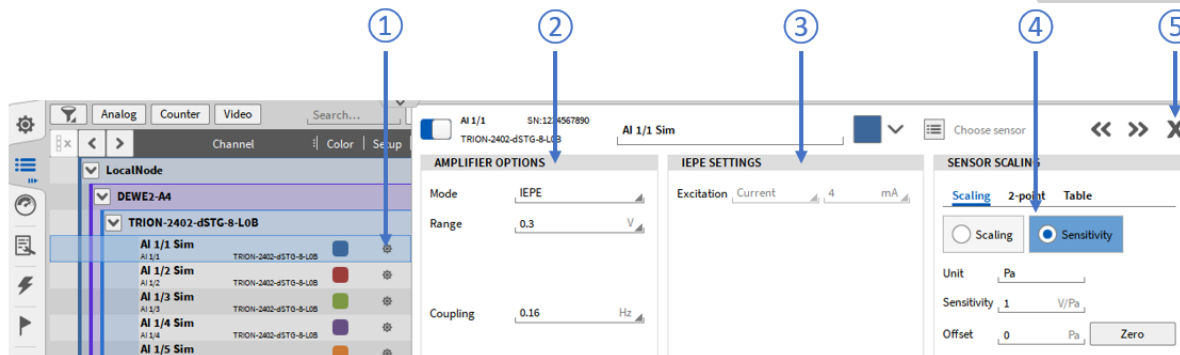 1 2 3 4 5
Analog Counter Video Search...
Channel Color Setup
LocalNode
DEWE2-A4
TRION-2402-dSTG-8-L0B
AI 1/1 Sim
AI 1/1 TRION-2402-dSTG-8-L0B
AI 1/2 Sim
AI 1/2 TRION-2402-dSTG-8-L0B
AI 1/3 Sim
AI 1/3 TRION-2402-dSTG-8-L0B
AI 1/4 Sim
AI 1/4 TRION-2402-dSTG-8-L0B
AI 1/5 Sim
AI 1/1 SN:1234567890
TRION-2402-dSTG-8-L0B
AI 1/1 Sim
Choose sensor
AMPLIFIER OPTIONS
Mode IEPE
Range 0.3 V
Coupling 0.16 Hz
IEPE SETTINGS
Excitation Current 4 mA
SENSOR SCALING
Scaling 2-point Table
Scaling Sensitivity
Unit Pa
Sensitivity 1 V/Pa
Offset 0 Pa Zero